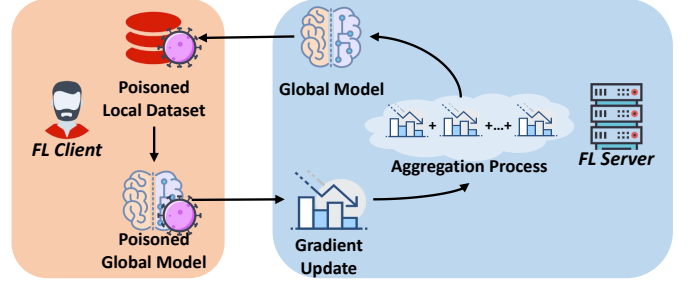 Poisoned
Local Dataset
FL Client
Poisoned
Global Model
Global Model
+ + +...+
Aggregation Process
FL Server
Gradient
Update